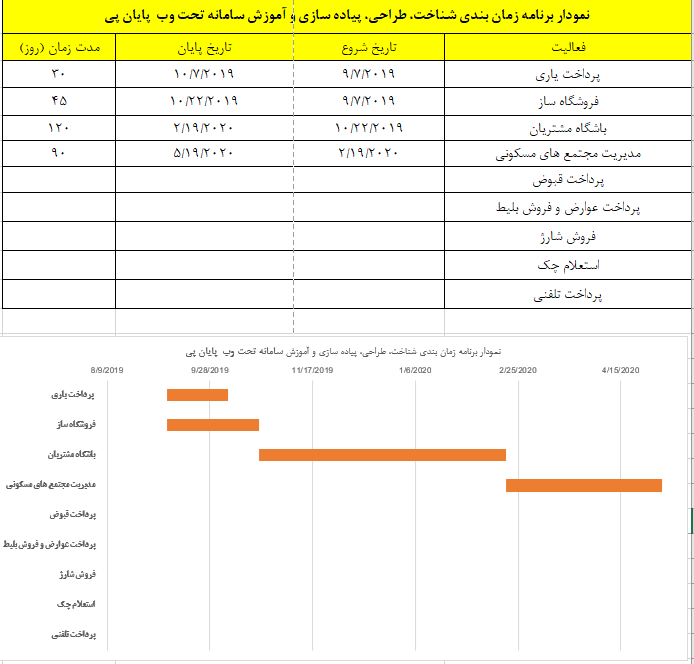 نمودار برنامه زمان بندی شناخت، طراحی، پیاده سازی و آموزش سامانه تحت وب پایان پی
فعالیت تاریخ شروع تاریخ پایان مدت زمان (روز)
پرداخت یاری ۹/۷/۲۰۱۹ ۱۰/۷/۲۰۱۹ ۳۰
فروشگاه ساز ۹/۷/۲۰۱۹ ۱۰/۲۲/۲۰۱۹ ۴۵
باشگاه مشتریان ۱۰/۲۲/۲۰۱۹ ۲/۱۹/۲۰۲۰ ۱۲۰
مدیریت مجتمع های مسکونی ۲/۱۹/۲۰۲۰ ۵/۱۹/۲۰۲۰ ۹۰
پرداخت قبوض
پرداخت عوارض و فروش بلیط
فروش شارژ
استعلام چک
پرداخت تلفنی
نمودار برنامه زمان بندی شناخت، طراحی، پیاده سازی و آموزش سامانه تحت وب پایان پی
8/9/2019 9/28/2019 11/17/2019 1/6/2020 2/25/2020 4/15/2020
پرداخت یاری
فروشگاه ساز
باشگاه مشتریان
مدیریت مجتمع های مسکونی
پرداخت قبوض
پرداخت عوارض و فروش بلیط
فروش شارژ
استعلام چک
پرداخت تلفنی